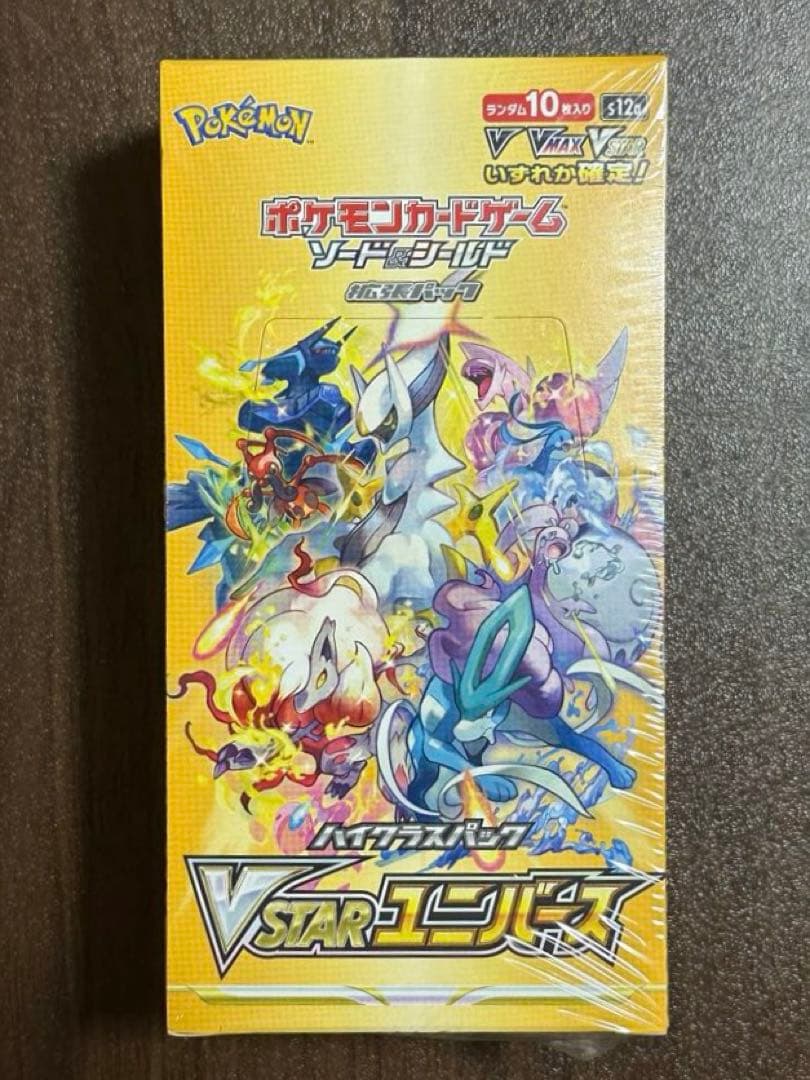 Pokémon
ランダム10枚入り
s12a
V VMAX VSTAR
いずれか確定!
ポケモンカードゲーム
ソード&シールド
拡張パック
ハイクラスパック
VSTARユニバース